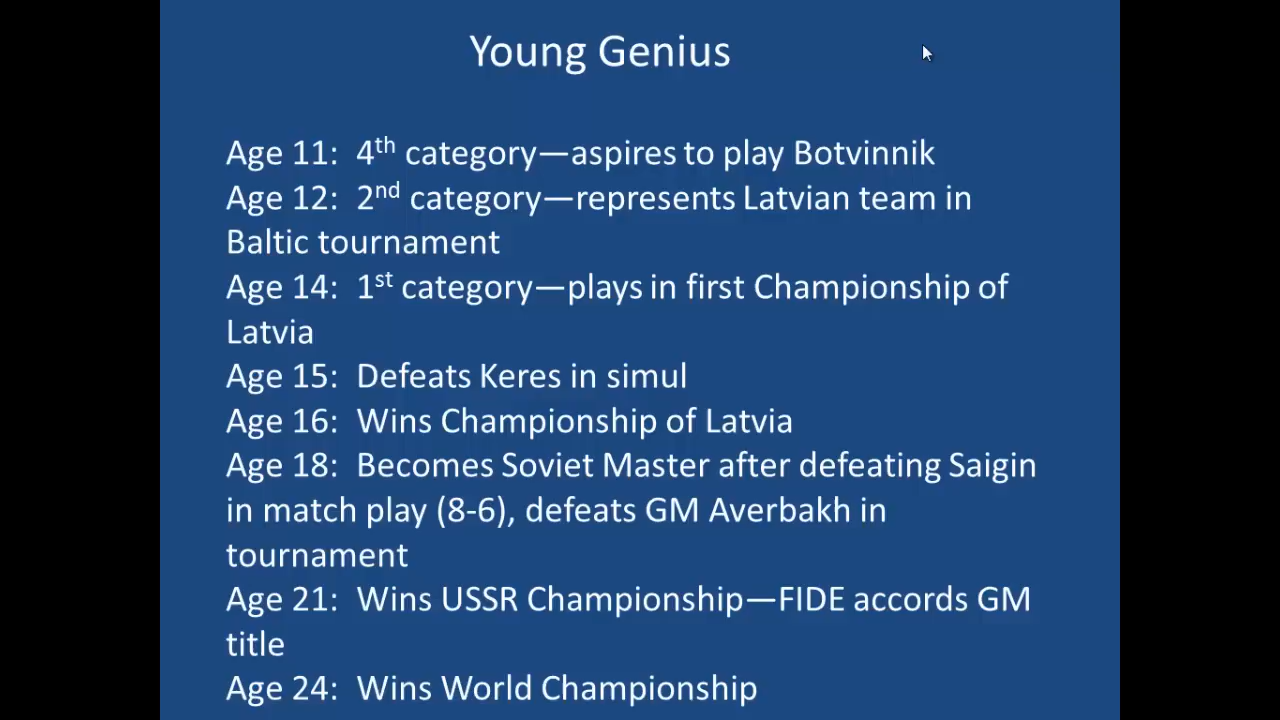 Young Genius
Age 11: 4th category—aspires to play Botvinnik
Age 12: 2nd category—represents Latvian team in
Baltic tournament
Age 14: 1st category—plays in first Championship of
Latvia
Age 15: Defeats Keres in simul
Age 16: Wins Championship of Latvia
Age 18: Becomes Soviet Master after defeating Saigin
in match play (8-6), defeats GM Averbakh in
tournament
Age 21: Wins USSR Championship—FIDE accords GM
title
Age 24: Wins World Championship